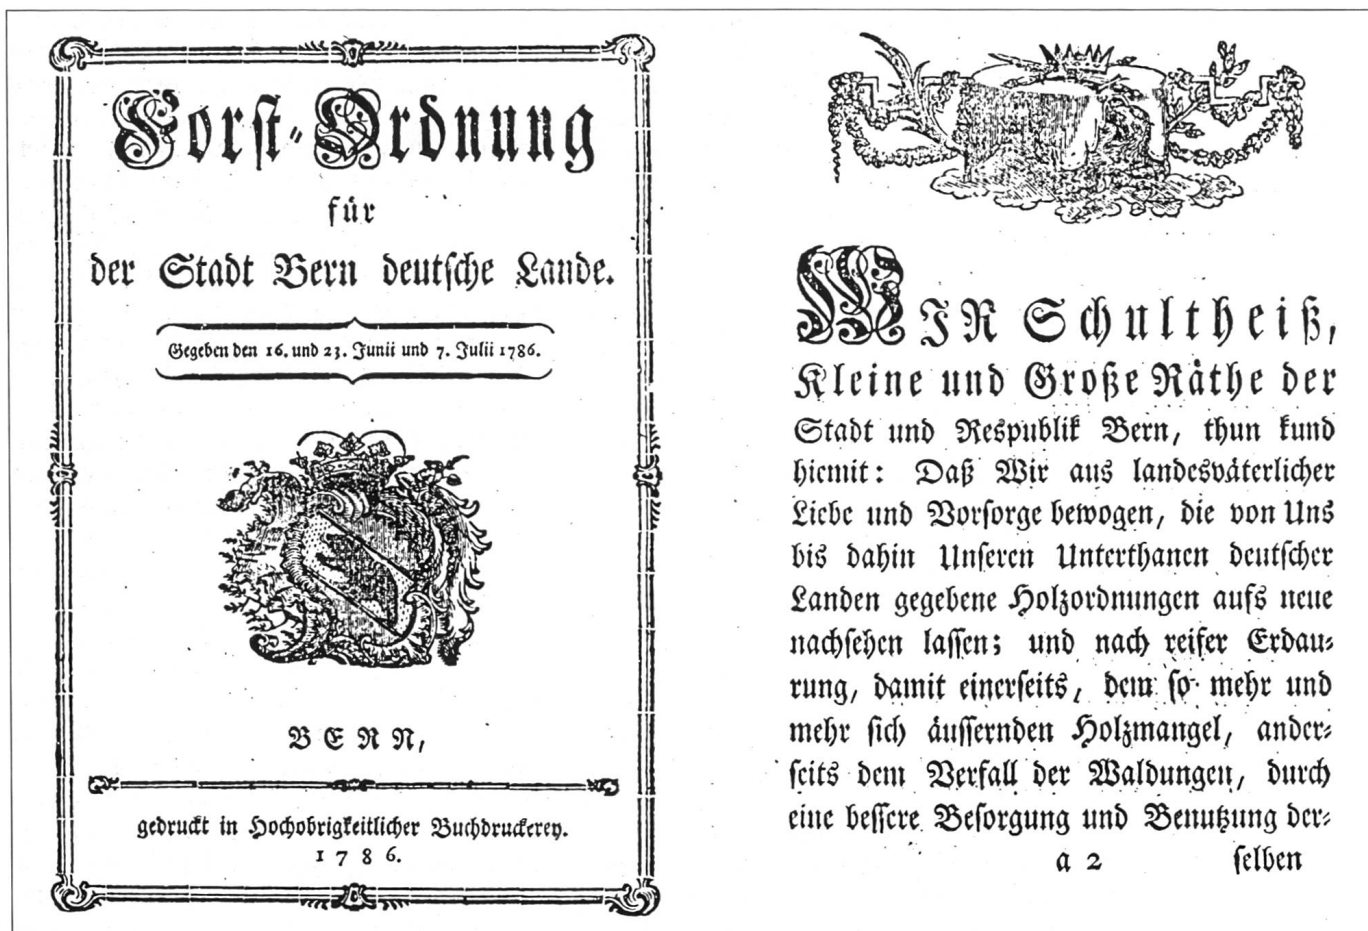 Forst-Ordnung
für
der Stadt Bern deutsche Lande.
Gegeben den 16. und 23. Junii und 7. Julii 1786.
BERN,
gedruckt in Hochobrigkeitlicher Buchdruckerey.
1786.
WIR Schultheiß,
Kleine und Große Räthe der
Stadt und Respublik Bern, thun kund
hiemit: Daß Wir aus landesväterlicher
Liebe und Vorsorge bewogen, die von Uns
bis dahin Unseren Unterthanen deutscher
Landen gegebene Holzordnungen aufs neue
nachsehen lassen; und nach reifer Erdau-
rung, damit einerseits, dem so mehr und
mehr sich äussernden Holzmangel, ander-
seits dem Verfall der Waldungen, durch
eine bessere Besorgung und Benutzung der-
a 2 selben